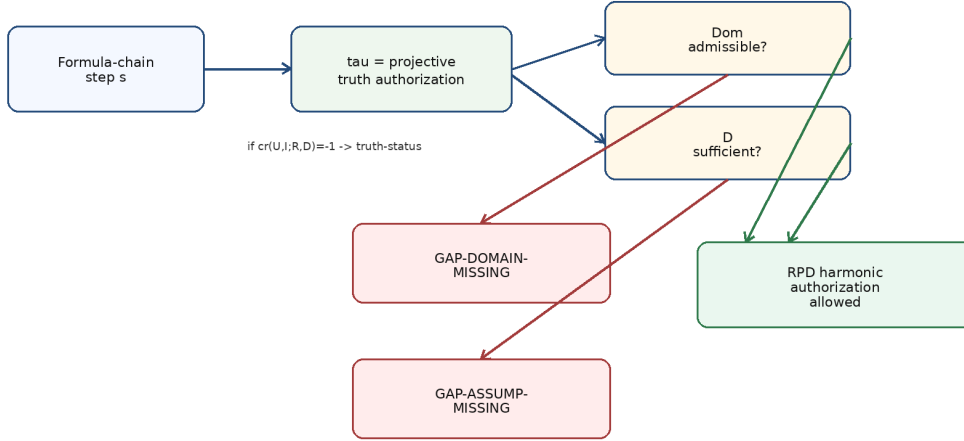 Formula-chain
step s
tau = projective
truth authorization
Dom
admissible?
if cr(U,I;R,D)=-1 -> truth-status
D
sufficient?
GAP-DOMAIN-
MISSING
RPD harmonic
authorization
allowed
GAP-ASSUMP-
MISSING